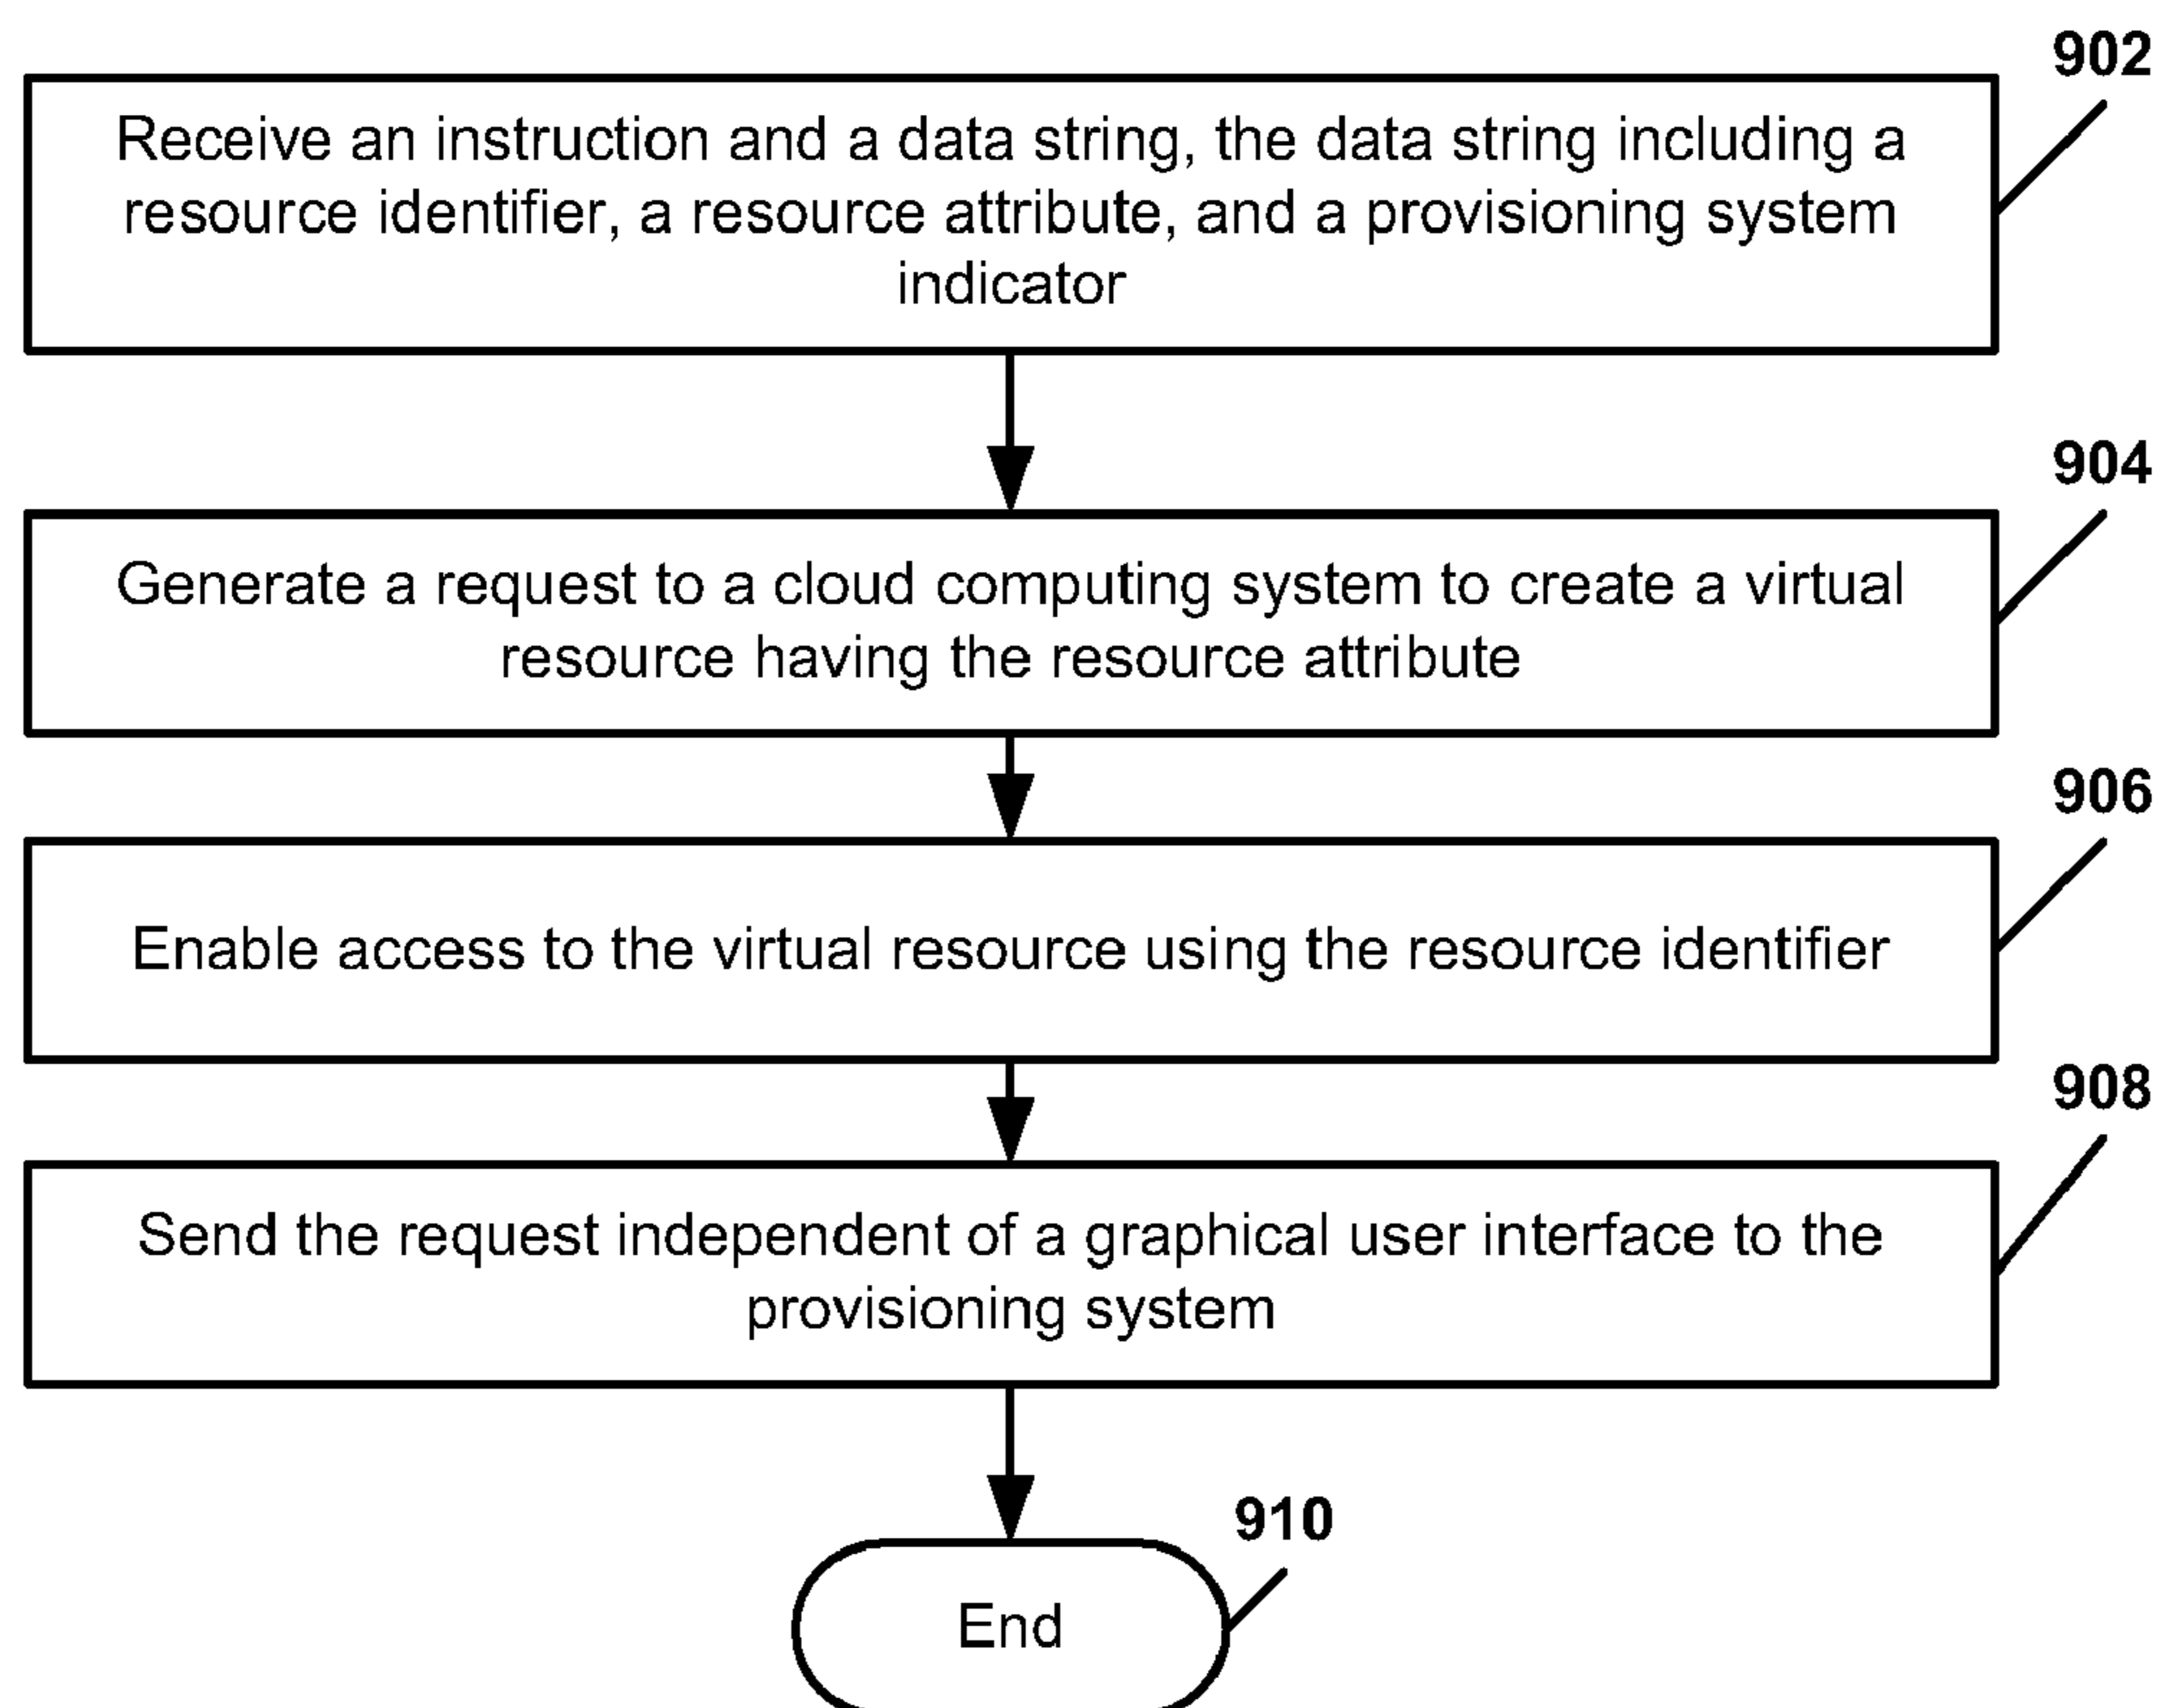 902
Receive an instruction and a data string, the data string including a
resource identifier, a resource attribute, and a provisioning system
indicator
904
Generate a request to a cloud computing system to create a virtual
resource having the resource attribute
906
Enable access to the virtual resource using the resource identifier
908
Send the request independent of a graphical user interface to the
provisioning system
910
End